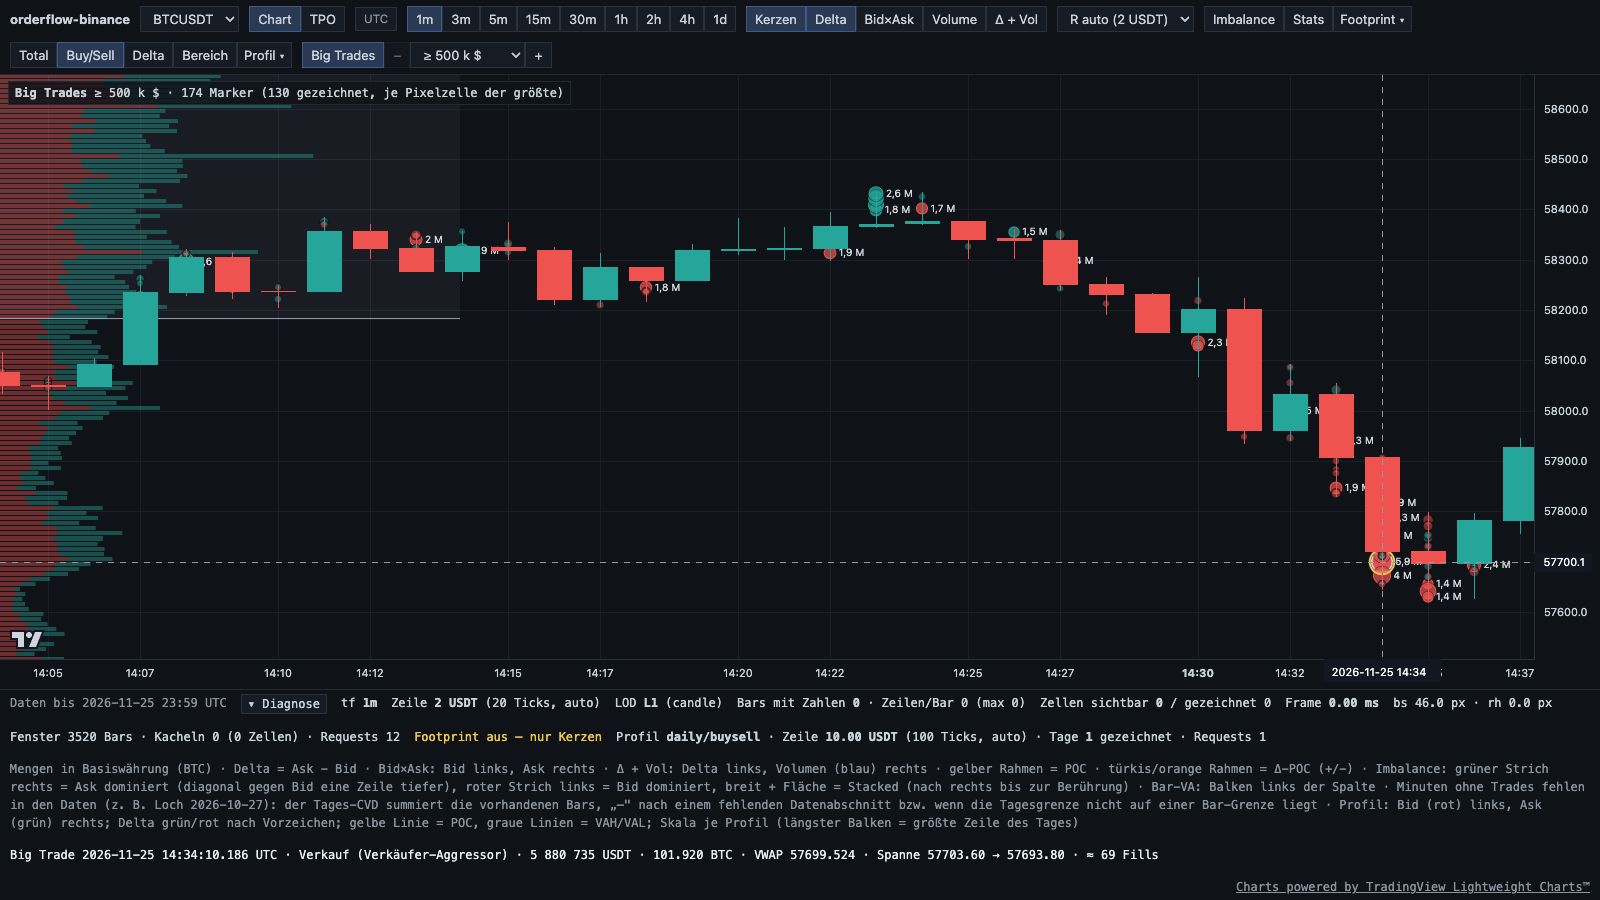 orderflow-binance BTCUSDT Chart TPO UTC 1m 3m 5m 15m 30m 1h 2h 4h 1d Kerzen Delta Bid×Ask Volume Δ + Vol R auto (2 USDT) Imbalance Stats Footprint ▾
Total Buy/Sell Delta Bereich Profil ▾ Big Trades − ≥ 500 k $ +
Big Trades ≥ 500 k $ · 174 Marker (130 gezeichnet, je Pixelzelle der größte)
58600.0
58500.0
2,6 M
1,8 M
1,7 M
58400.0
2 M
1,5 M
1,9 M
58300.0
1,8 M
58200.0
2,3
58100.0
58000.0
57900.0
1,9
57800.0
57700.1
4 M
2,4 M
1,4 M
1,4 M
57600.0
14:05 14:07 14:10 14:12 14:15 14:17 14:20 14:22 14:25 14:27 14:30 14:32 2026-11-25 14:34 14:37
Daten bis 2026-11-25 23:59 UTC ▾ Diagnose tf 1m Zeile 2 USDT (20 Ticks, auto) LOD L1 (candle) Bars mit Zahlen 0 · Zeilen/Bar 0 (max 0) Zellen sichtbar 0 / gezeichnet 0 Frame 0.00 ms bs 46.0 px · rh 0.0 px
Fenster 3520 Bars · Kacheln 0 (0 Zellen) · Requests 12 Footprint aus – nur Kerzen Profil daily/buysell · Zeile 10.00 USDT (100 Ticks, auto) · Tage 1 gezeichnet · Requests 1
Mengen in Basiswährung (BTC) · Delta = Ask − Bid · Bid×Ask: Bid links, Ask rechts · Δ + Vol: Delta links, Volumen (blau) rechts · gelber Rahmen = POC · türkis/orange Rahmen = Δ-POC (+/−) · Imbalance: grüner Strich
rechts = Ask dominiert (diagonal gegen Bid eine Zeile tiefer), roter Strich links = Bid dominiert, breit + Fläche = Stacked (nach rechts bis zur Berührung) · Bar-VA: Balken links der Spalte · Minuten ohne Trades fehlen
in den Daten (z. B. Loch 2026-10-27): der Tages-CVD summiert die vorhandenen Bars, „–“ nach einem fehlenden Datenabschnitt bzw. wenn die Tagesgrenze nicht auf einer Bar-Grenze liegt · Profil: Bid (rot) links, Ask
(grün) rechts; Delta grün/rot nach Vorzeichen; gelbe Linie = POC, graue Linien = VAH/VAL; Skala je Profil (längster Balken = größte Zeile des Tages)
Big Trade 2026-11-25 14:34:10.186 UTC · Verkauf (Verkäufer-Aggressor) · 5 880 735 USDT · 101.920 BTC · VWAP 57699.524 · Spanne 57703.60 → 57693.80 · ≈ 69 Fills
Charts powered by TradingView Lightweight Charts™